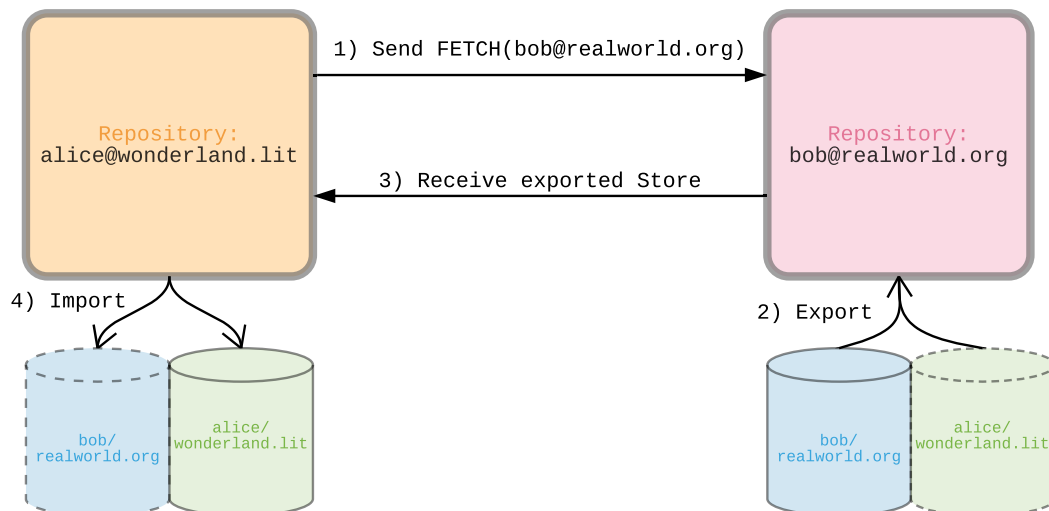 1) Send FETCH(bob@realworld.org)
Repository:
alice@wonderland.lit
Repository:
bob@realworld.org
3) Receive exported Store
4) Import
2) Export
bob/
realworld.org
alice/
wonderland.lit
bob/
realworld.org
alice/
wonderland.lit